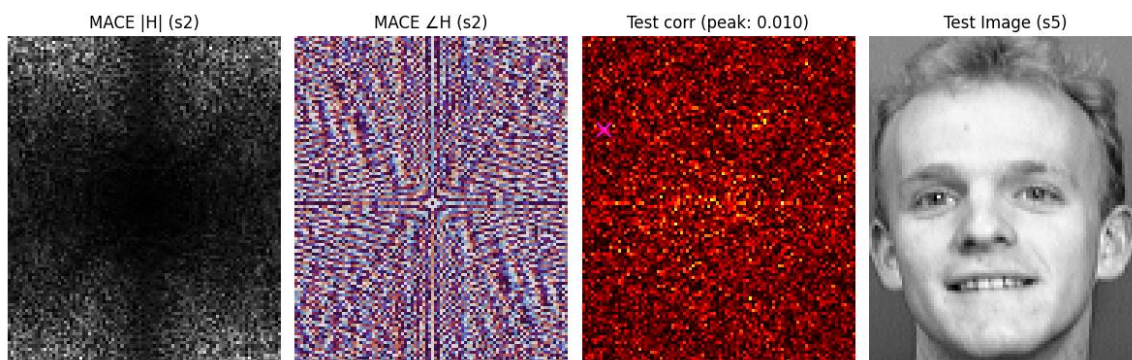 MACE |H| (s2)
MACE ∠H (s2)
Test corr (peak: 0.010)
Test Image (s5)